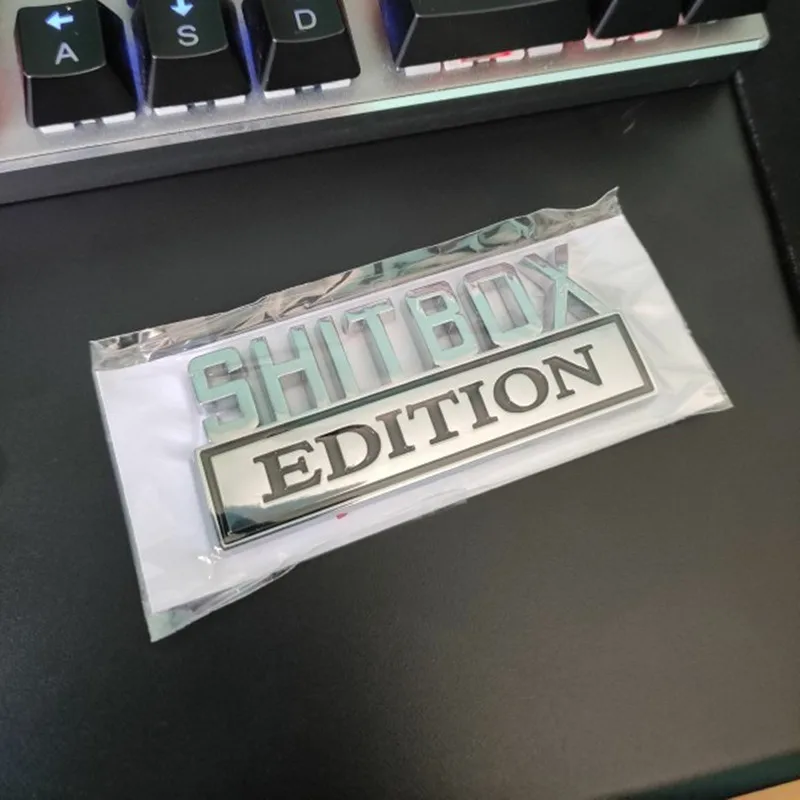 ← ↓
A S D
SHITBOX
EDITION